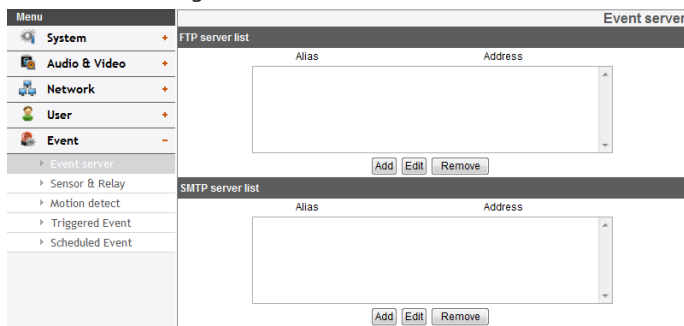 Menu
Event server
System +
Audio & Video +
Network +
User +
Event -
Event server
Sensor & Relay
Motion detect
Triggered Event
Scheduled Event
FTP server list
Alias Address
Add Edit Remove
SMTP server list
Alias Address
Add Edit Remove